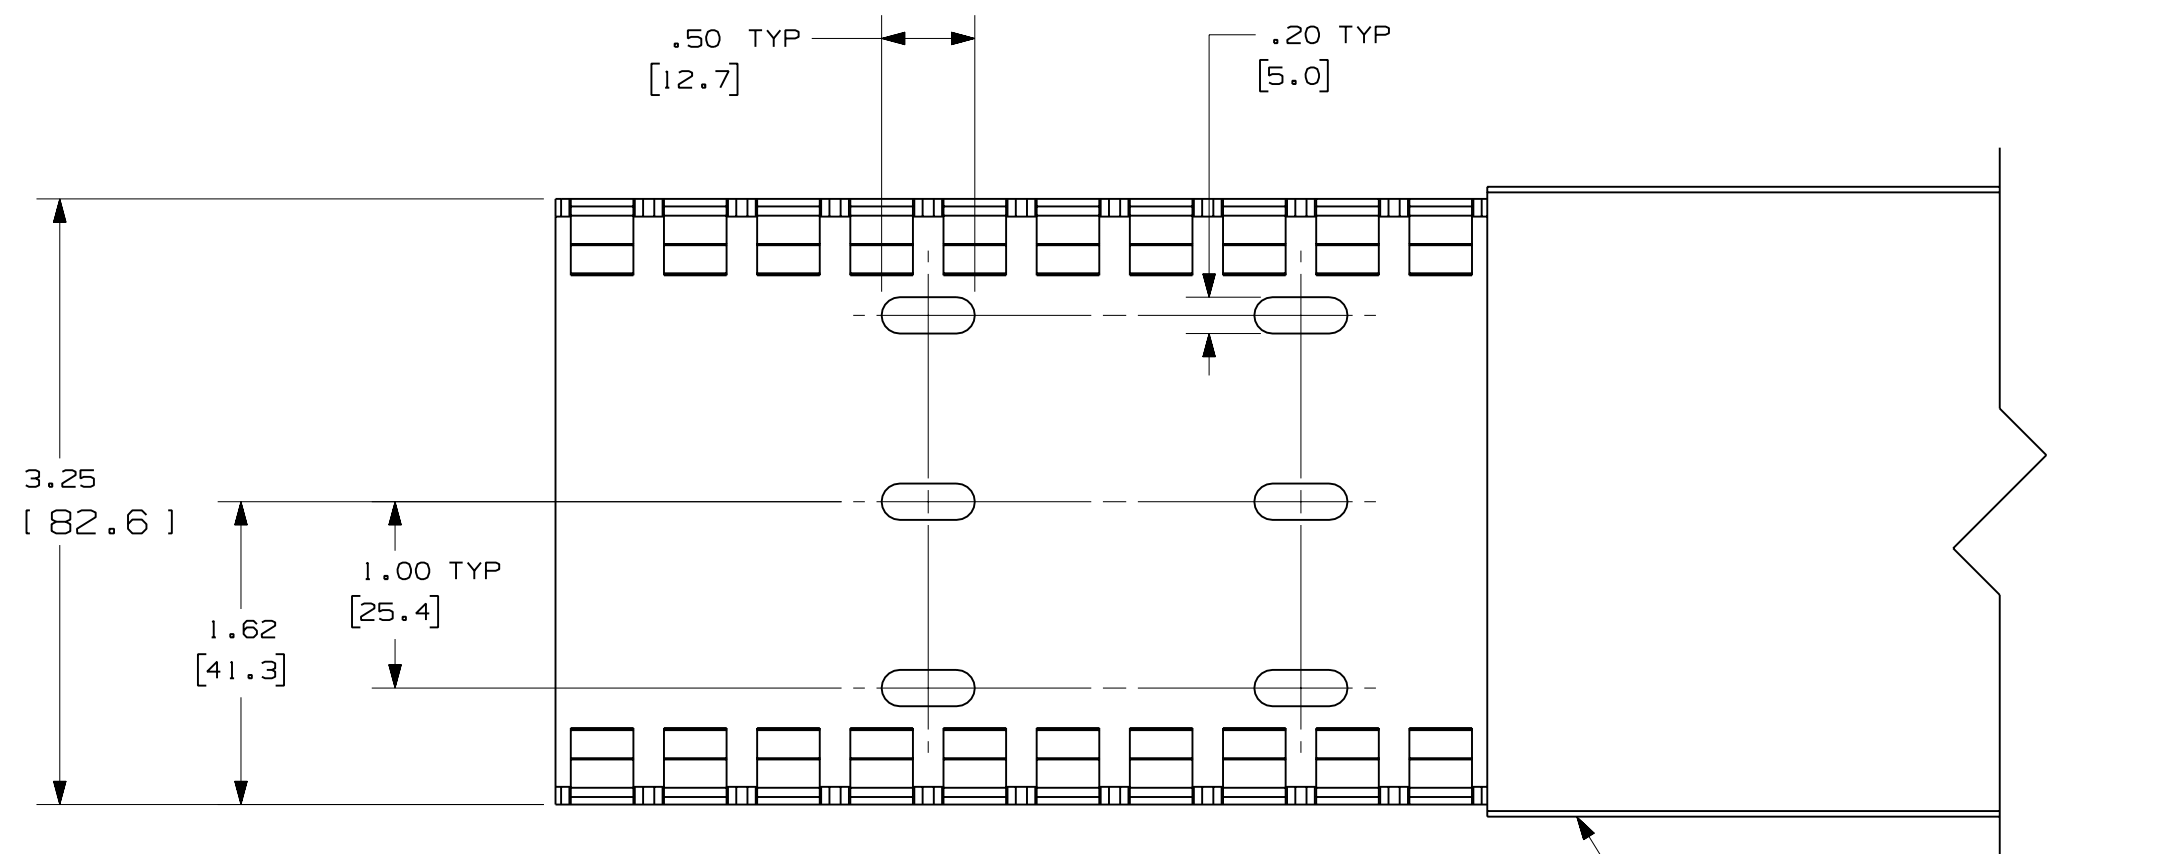 .50 TYP
[12.7]
.20 TYP
[5.0]
3.25
[ 82.6 ]
1.00 TYP
[25.4]
1.62
[41.3]